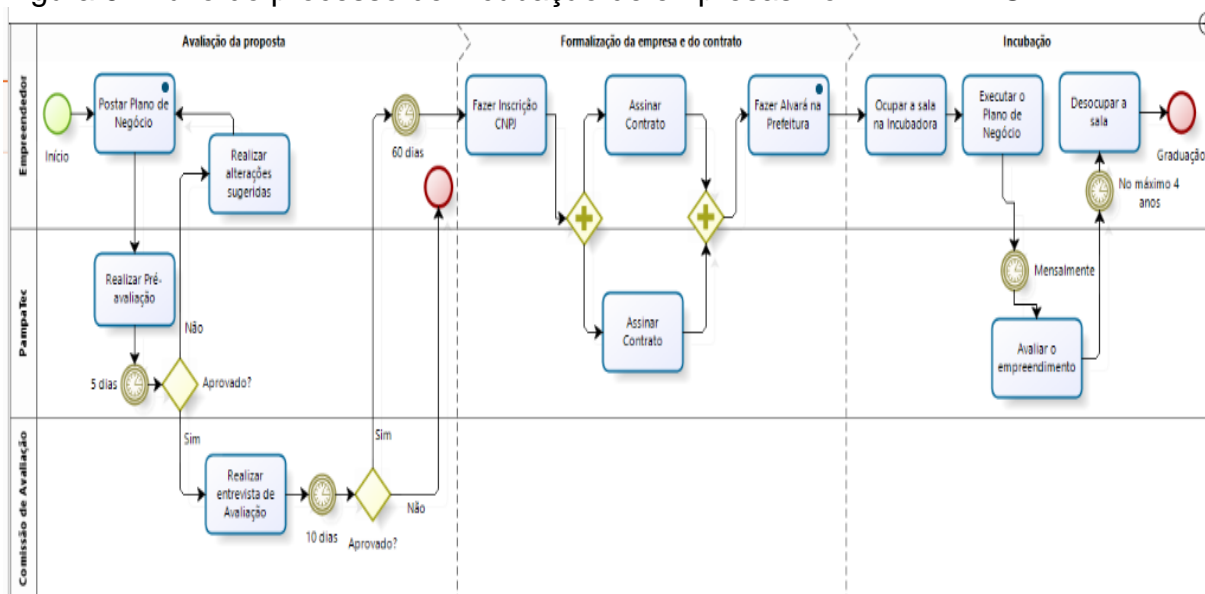 Avaliação da proposta
Formalização da empresa e do contrato
Incubação
Empreendedor
Início
Postar Plano de
Negócio
Realizar
alterações
sugeridas
60 dias
Fazer Inscrição
CNPJ
Assinar
Contrato
Fazer Alvará na
Prefeitura
Ocupar a sala
na Incubadora
Executar o
Plano de
Negócio
Desocupar a
sala
Graduação
No máximo 4
anos
PampaTec
Realizar Pré-
avaliação
5 dias
Aprovado?
Não
Sim
Assinar
Contrato
Mensalmente
Avaliar o
empreendimento
Comissão de Avaliação
Realizar
entrevista de
Avaliação
10 dias
Aprovado?
Sim
Não